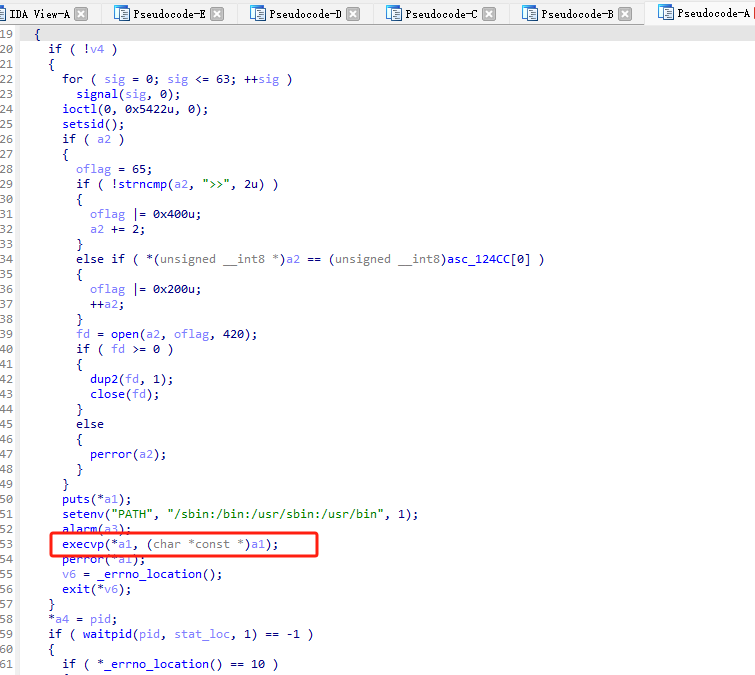 IDA View-A Pseudocode-E Pseudocode-D Pseudocode-C Pseudocode-B Pseudocode-A
19 {
20 if ( !v4 )
21 {
22 for ( sig = 0; sig <= 63; ++sig )
23 signal(sig, 0);
24 ioctl(0, 0x5422u, 0);
25 setsid();
26 if ( a2 )
27 {
28 oflag = 65;
29 if ( !strncmp(a2, ">>", 2u) )
30 {
31 oflag |= 0x400u;
32 a2 += 2;
33 }
34 else if ( *(unsigned __int8 *)a2 == (unsigned __int8)asc_124CC[0] )
35 {
36 oflag |= 0x200u;
37 ++a2;
38 }
39 fd = open(a2, oflag, 420);
40 if ( fd >= 0 )
41 {
42 dup2(fd, 1);
43 close(fd);
44 }
45 else
46 {
47 perror(a2);
48 }
49 }
50 puts(*a1);
51 setenv("PATH", "/sbin:/bin:/usr/sbin:/usr/bin", 1);
52 alarm(a3);
53 execvp(*a1, (char *const *)a1);
54 perror(*a1);
55 v6 = _errno_location();
56 exit(*v6);
57 }
58 *a4 = pid;
59 if ( waitpid(pid, stat_loc, 1) == -1 )
60 {
61 if ( *_errno_location() == 10 )